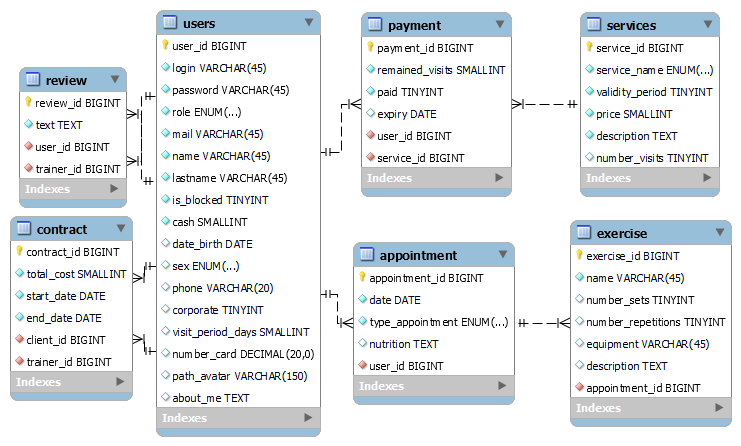 review
review_id BIGINT
text TEXT
user_id BIGINT
trainer_id BIGINT
Indexes
contract
contract_id BIGINT
total_cost SMALLINT
start_date DATE
end_date DATE
client_id BIGINT
trainer_id BIGINT
Indexes
users
user_id BIGINT
login VARCHAR(45)
password VARCHAR(45)
role ENUM(...)
mail VARCHAR(45)
name VARCHAR(45)
lastname VARCHAR(45)
is_blocked TINYINT
cash SMALLINT
date_birth DATE
sex ENUM(...)
phone VARCHAR(20)
corporate TINYINT
visit_period_days SMALLINT
number_card DECIMAL(20,0)
path_avatar VARCHAR(150)
about_me TEXT
Indexes
payment
payment_id BIGINT
remained_visits SMALLINT
paid TINYINT
expiry DATE
user_id BIGINT
service_id BIGINT
Indexes
appointment
appointment_id BIGINT
date DATE
type_appointment ENUM(...)
nutrition TEXT
user_id BIGINT
Indexes
services
service_id BIGINT
service_name ENUM(...)
validity_period TINYINT
price SMALLINT
description TEXT
number_visits TINYINT
Indexes
exercise
exercise_id BIGINT
name VARCHAR(45)
number_sets TINYINT
number_repetitions TINYINT
equipment VARCHAR(45)
description TEXT
appointment_id BIGINT
Indexes